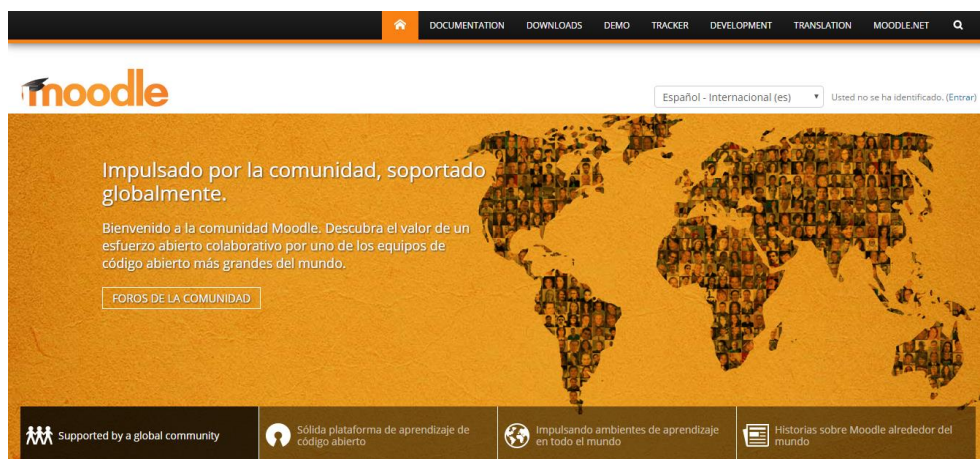 DOCUMENTATION DOWNLOADS DEMO TRACKER DEVELOPMENT TRANSLATION MOODLE.NET
moodle
Español - Internacional (es)
Usted no se ha identificado. (Entrar)
Impulsado por la comunidad, soportado
globalmente.
Bienvenido a la comunidad Moodle. Descubra el valor de un
esfuerzo abierto colaborativo por uno de los equipos de
código abierto más grandes del mundo.
FOROS DE LA COMUNIDAD
Supported by a global community
Sólida plataforma de aprendizaje de
código abierto
Impulsando ambientes de aprendizaje
en todo el mundo
Historias sobre Moodle alrededor del
mundo